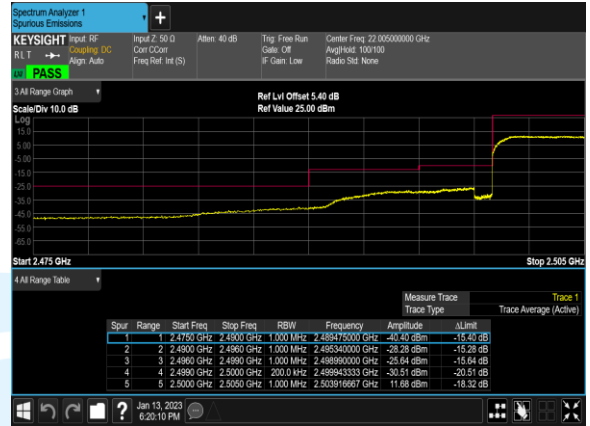 Spectrum Analyzer 1
Spurious Emissions
KEYSIGHT Input: RF Input Z: 50 Ω Atten: 40 dB Trig: Free Run Center Freq: 22.005000000 GHz
RLT Coupling: DC Corr CCorr Gate: Off Avg|Hold: 100/100
Align: Auto Freq Ref: Int (S) IF Gain: Low Radio Std: None
PASS
3 All Range Graph
Ref Lvl Offset 5.40 dB
Scale/Div 10.0 dB Ref Value 25.00 dBm
Log
15.0
5.00
-5.00
-15.0
-25.0
-35.0
-45.0
-55.0
-65.0
Start 2.475 GHz Stop 2.505 GHz
4 All Range Table
Measure Trace Trace 1
Trace Type Trace Average (Active)
Spur Range Start Freq Stop Freq RBW Frequency Amplitude ΔLimit
1 1 2.4750 GHz 2.4900 GHz 1.000 MHz 2.489475000 GHz -40.40 dBm -15.40 dB
2 2 2.4900 GHz 2.4960 GHz 1.000 MHz 2.495340000 GHz -28.28 dBm -15.28 dB
3 3 2.4960 GHz 2.4990 GHz 1.000 MHz 2.498990000 GHz -25.64 dBm -15.64 dB
4 4 2.4990 GHz 2.5000 GHz 200.0 kHz 2.499943333 GHz -30.51 dBm -20.51 dB
5 5 2.5000 GHz 2.5050 GHz 1.000 MHz 2.503916667 GHz 11.68 dBm -18.32 dB
Jan 13, 2023
6:20:10 PM